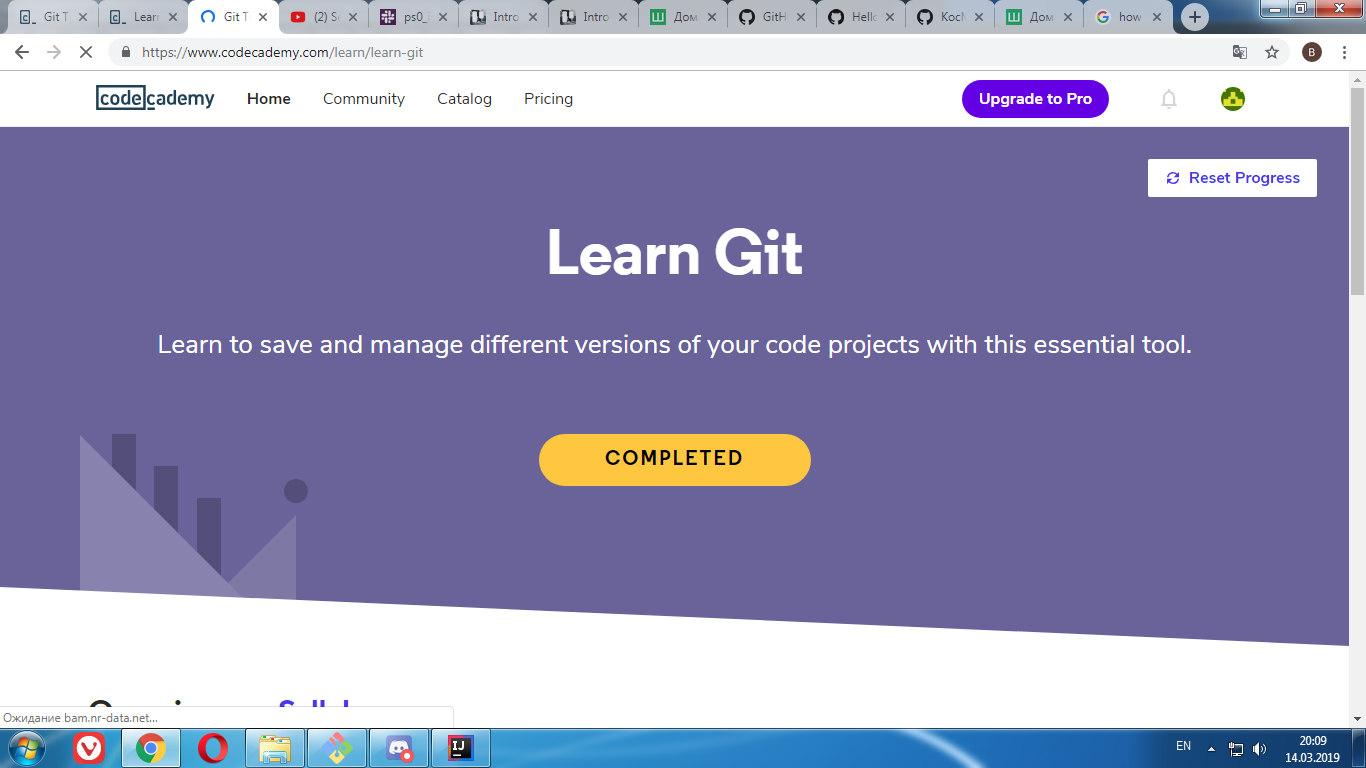 Git T
Learn
Git T
(2) S
ps0_
Intro
Intro
Дом
GitH
Hello
Koch
Дом
how
https://www.codecademy.com/learn/learn-git
B
codecademy
Home
Community
Catalog
Pricing
Upgrade to Pro
Reset Progress
Learn Git
Learn to save and manage different versions of your code projects with this essential tool.
COMPLETED
Ожидание bam.nr-data.net...
IJ
EN
20:09
14.03.2019